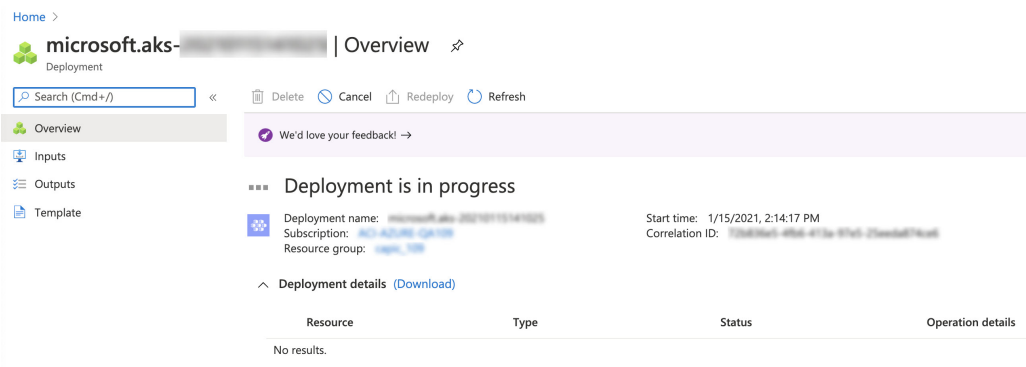 Home >
microsoft.aks- | Overview
Deployment
Search (Cmd+/) «
Delete Cancel Redeploy Refresh
Overview
We'd love your feedback! →
Inputs
Outputs
Template
Deployment is in progress
Deployment name:
Subscription:
Resource group:
Start time: 1/15/2021, 2:14:17 PM
Correlation ID:
Deployment details (Download)
Resource Type Status Operation details
No results.